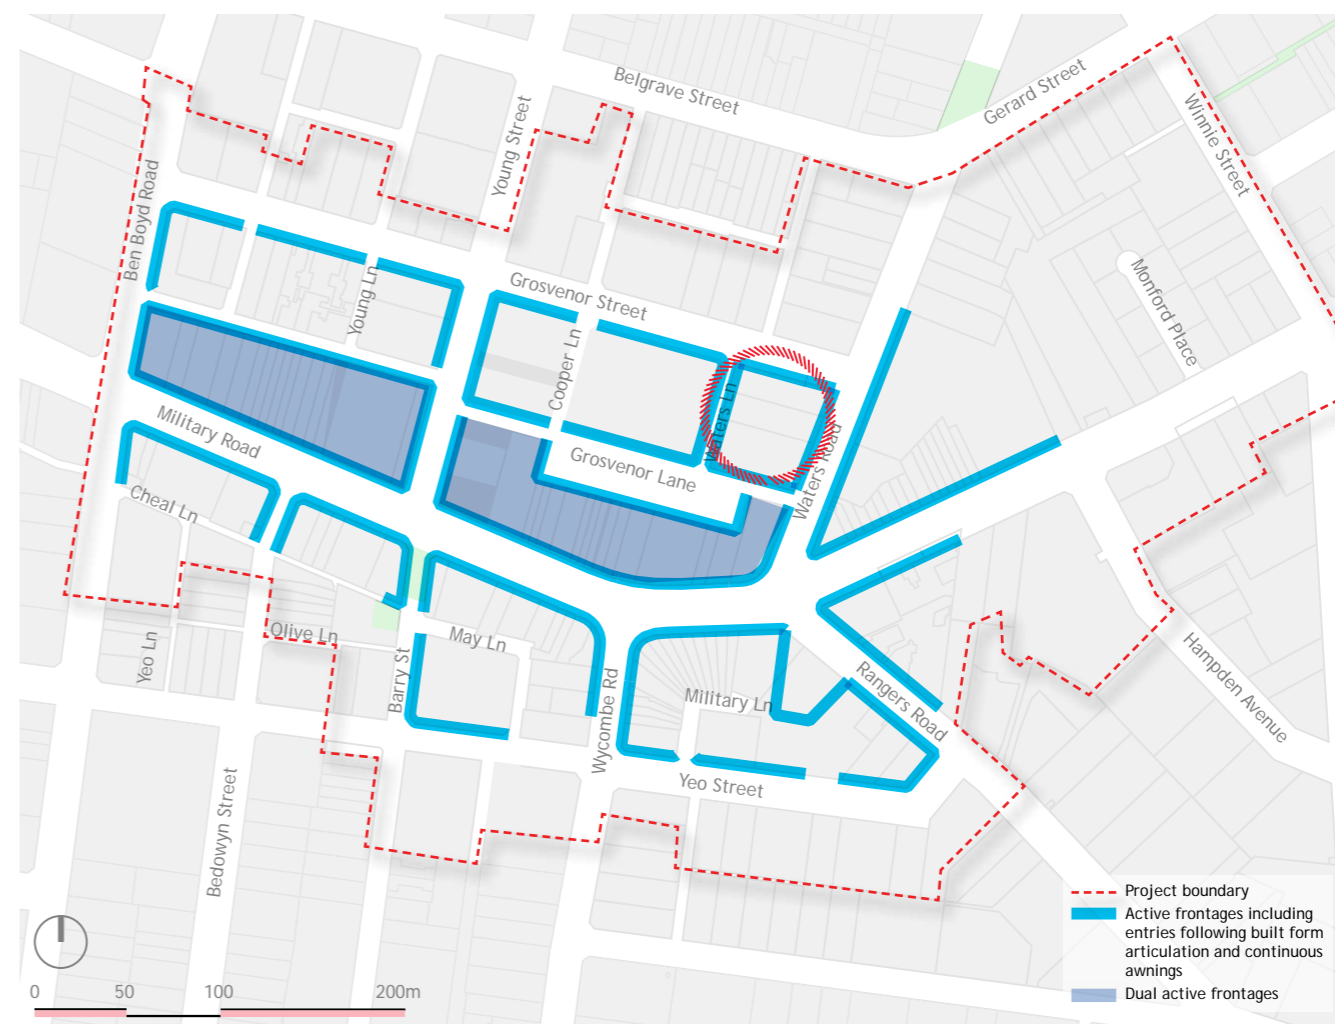 Belgrave Street
Gerard Street
Winnie Street
Young Street
Ben Boyd Road
Monford Place
Young Ln
Grosvenor Street
Cooper Ln
Waters Ln
Waters Road
Military Road
Grosvenor Lane
Cheal Ln
Olive Ln
May Ln
Yeo Ln
Barry St
Wycombe Rd
Military Ln
Rangers Road
Hampden Avenue
Yeo Street
Bedowyn Street
Project boundary
Active frontages including
entries following built form
articulation and continuous
awnings
Dual active frontages
0 50 100 200m